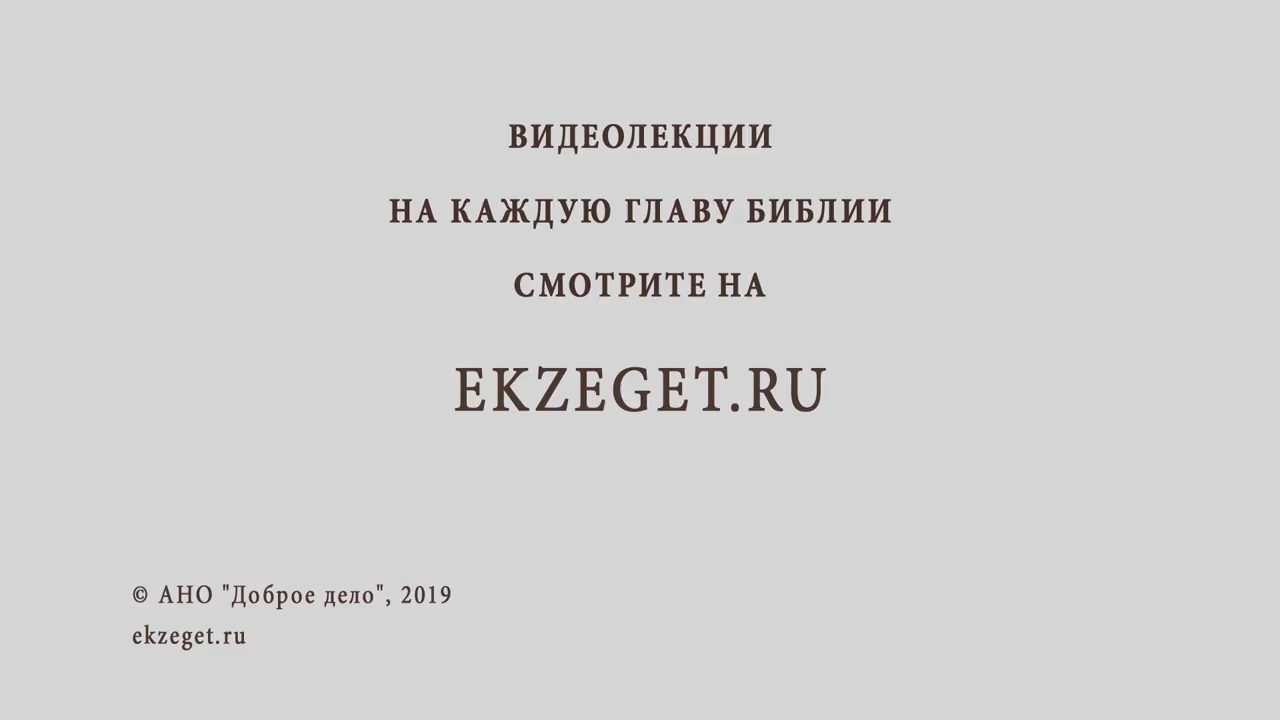 ВИДЕОЛЕКЦИИ
НА КАЖДУЮ ГЛАВУ БИБЛИИ
СМОТРИТЕ НА
EKZEGET.RU
© АНО "Доброе дело", 2019
ekzeget.ru